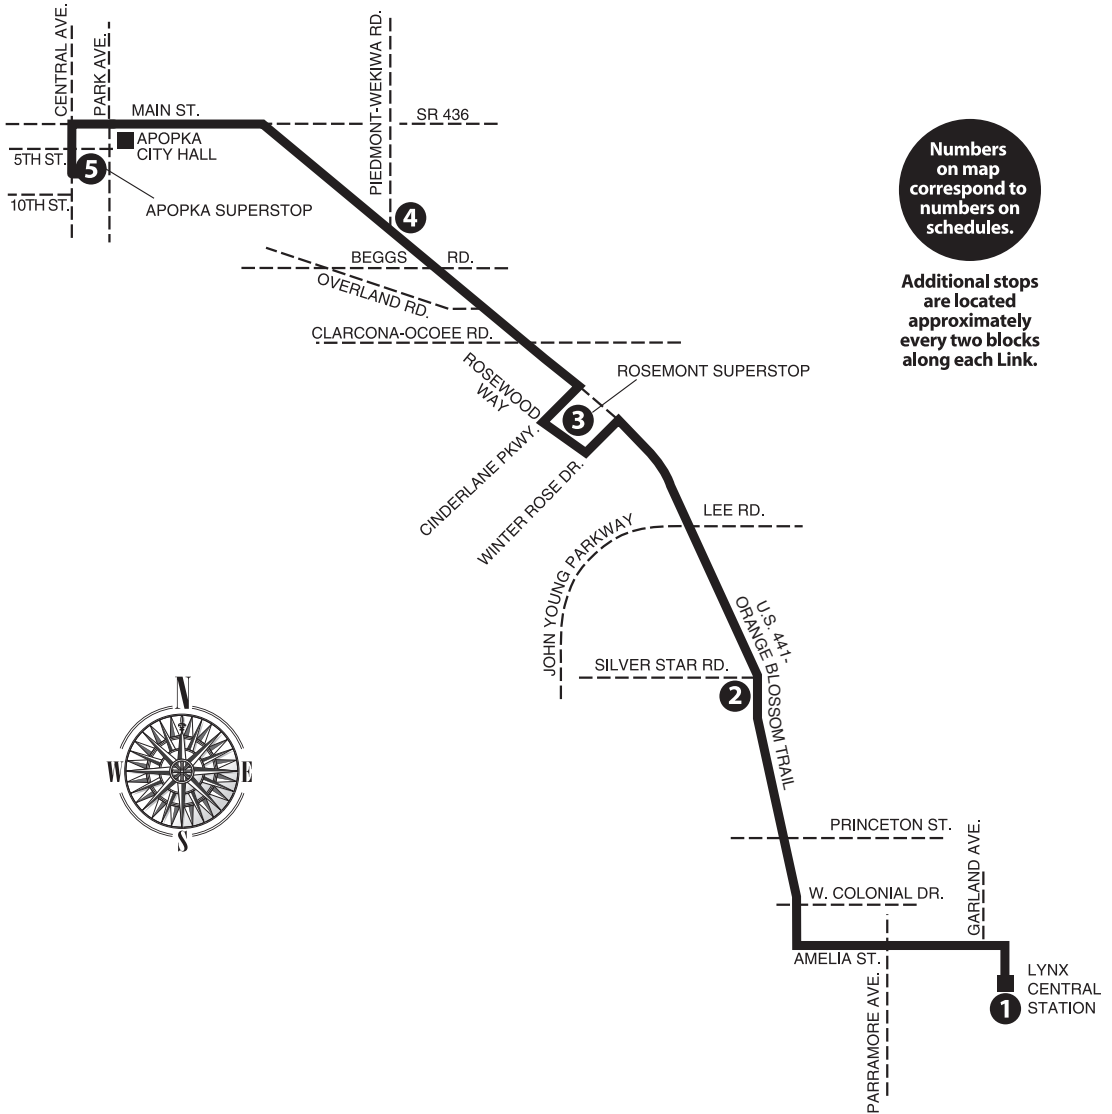 CENTRAL AVE.
PARK AVE.
PIEDMONT-WEKIWA RD.
MAIN ST.
SR 436
APOPKA
CITY HALL
5TH ST.
5
10TH ST.
APOPKA SUPERSTOP
4
BEGGS RD.
OVERLAND RD.
CLARCONA-OCOEE RD.
ROSEWOOD
WAY
ROSEMONT SUPERSTOP
3
CINDERLANE PKWY.
WINTER ROSE DR.
LEE RD.
JOHN YOUNG PARKWAY
U.S. 441-
ORANGE BLOSSOM TRAIL
SILVER STAR RD.
2
PRINCETON ST.
GARLAND AVE.
W. COLONIAL DR.
AMELIA ST.
PARRAMORE AVE.
LYNX
CENTRAL
STATION
1
Numbers
on map
correspond to
numbers on
schedules.
Additional stops
are located
approximately
every two blocks
along each Link.
N
W
E
S